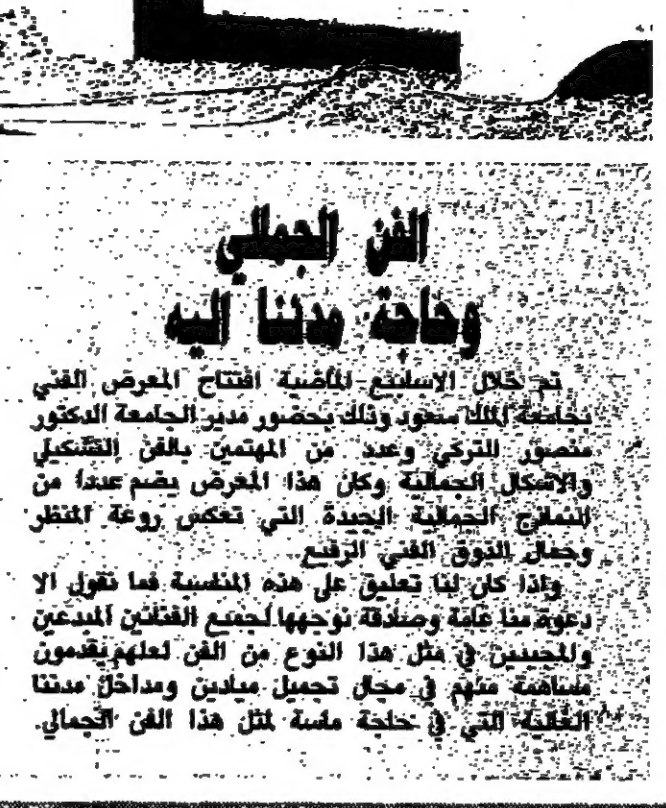 الفن الجمالي
وحاجة مدننا اليه
تم خلال الاسابيع الماضية افتتاح المعرض الفني
بجامعة الملك سعود وذلك بحضور مدير الجامعة الدكتور
منصور التركي وعدد من المهتمين بالفن التشكيلي
والاشكال الجمالية وكان هذا المعرض يضم عددا من
النماذج الجمالية الجيدة التي تعكس روعة المنظر
وجمال الذوق الفني الرفيع
واذا كان لنا تعليق على هذه المناسبة فما نقول الا
دعوة منا عامة وصادقة نوجهها لجميع الفنانين المبدعين
والمجيدين في مثل هذا النوع من الفن لعلهم يقدمون
مساهمة منهم في مجال تجميل ميادين ومداخل مدننا
الغالية التي في حاجة ماسة لمثل هذا الفن الجمالي.